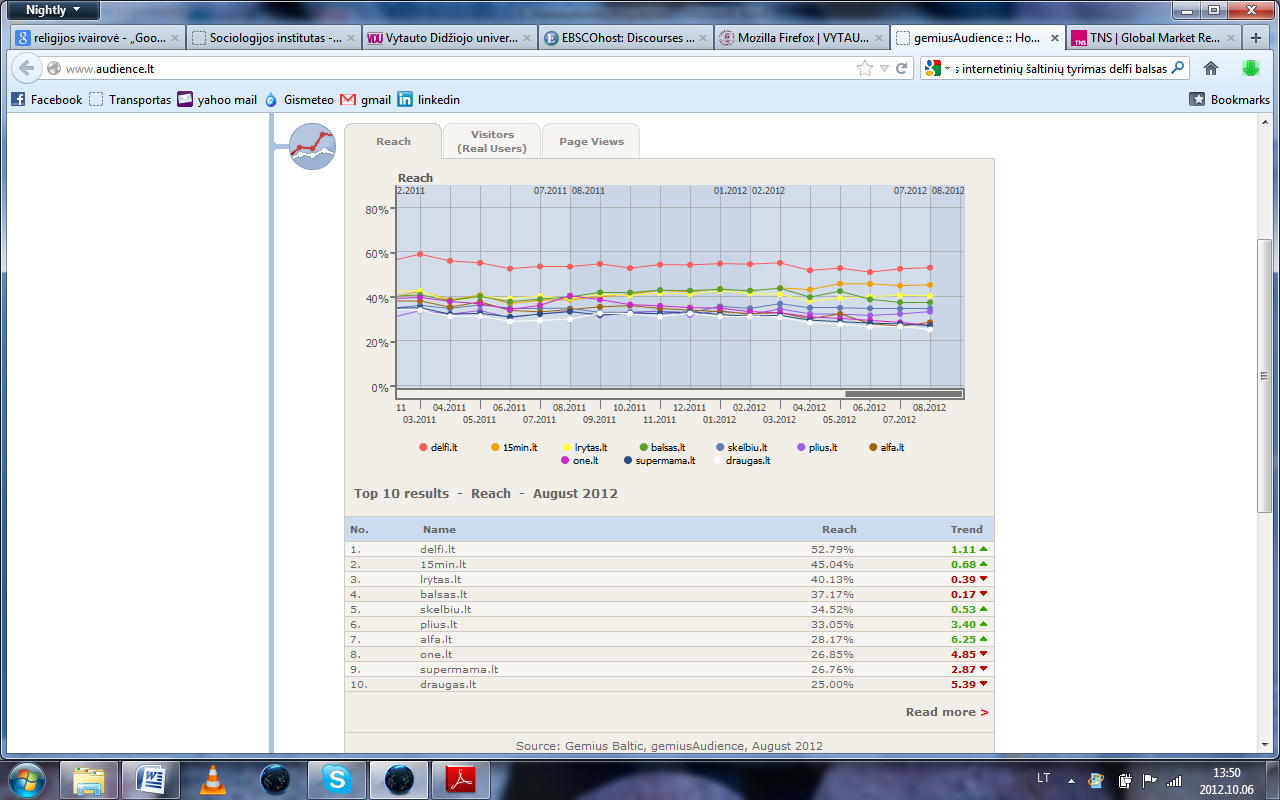 Nightly
religijos ivairovė - „Goo...
Sociologijos institutas -...
Vytauto Didžiojo univer...
EBSCOhost: Discourses ...
Mozilla Firefox | VYTAU...
gemiusAudience :: Ho...
TNS | Global Market Re...
www.audience.lt
s internetinių šaltinių tyrimas delfi balsas
Facebook Transportas yahoo mail Gismeteo gmail linkedin Bookmarks
Reach
Visitors
(Real Users)
Page Views
Reach
2.2011 07.2011 08.2011 01.2012 02.2012 07.2012 08.2012
80%
60%
40%
20%
0%
11 04.2011 06.2011 08.2011 10.2011 12.2011 02.2012 04.2012 06.2012 08.2012
03.2011 05.2011 07.2011 09.2011 11.2011 01.2012 03.2012 05.2012 07.2012
delfi.lt 15min.lt lrytas.lt balsas.lt skelbiu.lt plius.lt alfa.lt
one.lt supermama.lt draugas.lt
Top 10 results - Reach - August 2012
No. Name Reach Trend
1. delfi.lt 52.79% 1.11
2. 15min.lt 45.04% 0.68
3. lrytas.lt 40.13% 0.39
4. balsas.lt 37.17% 0.17
5. skelbiu.lt 34.52% 0.53
6. plius.lt 33.05% 3.40
7. alfa.lt 28.17% 6.25
8. one.lt 26.85% 4.85
9. supermama.lt 26.76% 2.87
10. draugas.lt 25.00% 5.39
Read more >
Source: Gemius Baltic, gemiusAudience, August 2012
LT
13:50
2012.10.06